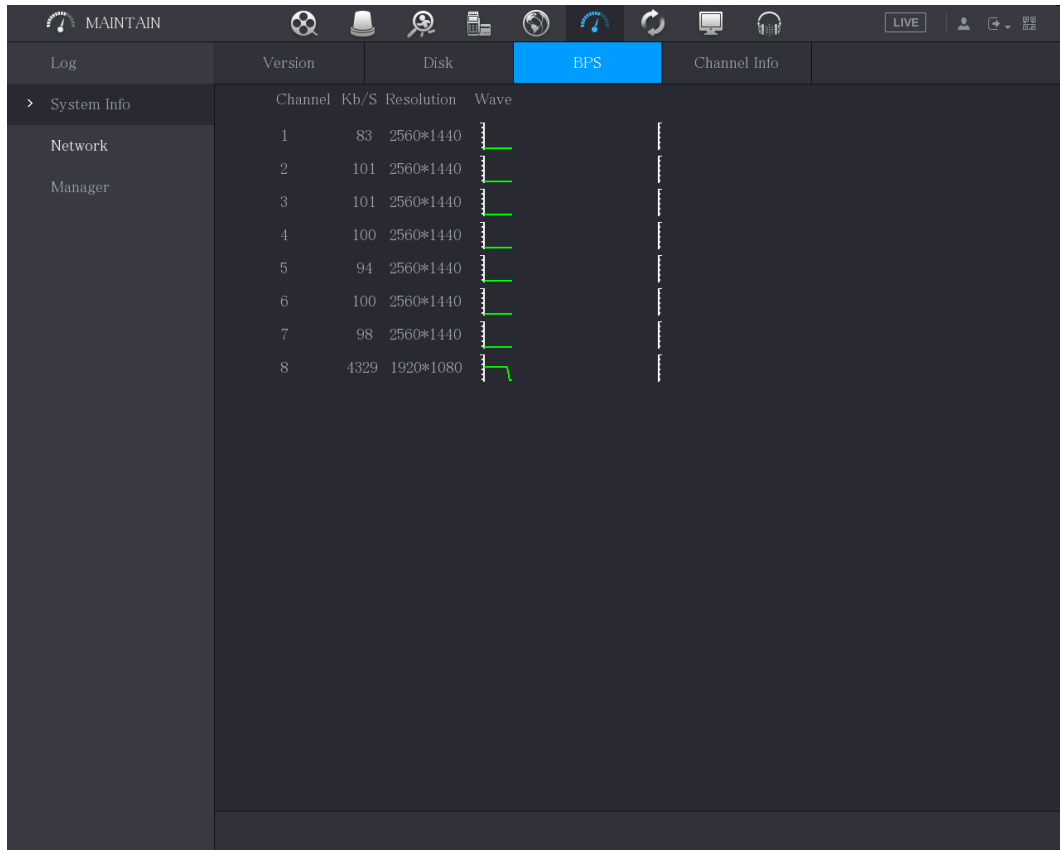 MAINTAIN LIVE
Log Version Disk BPS Channel Info
System Info
Network
Manager
Channel Kb/S Resolution Wave
1 83 2560*1440
2 101 2560*1440
3 101 2560*1440
4 100 2560*1440
5 94 2560*1440
6 100 2560*1440
7 98 2560*1440
8 4329 1920*1080